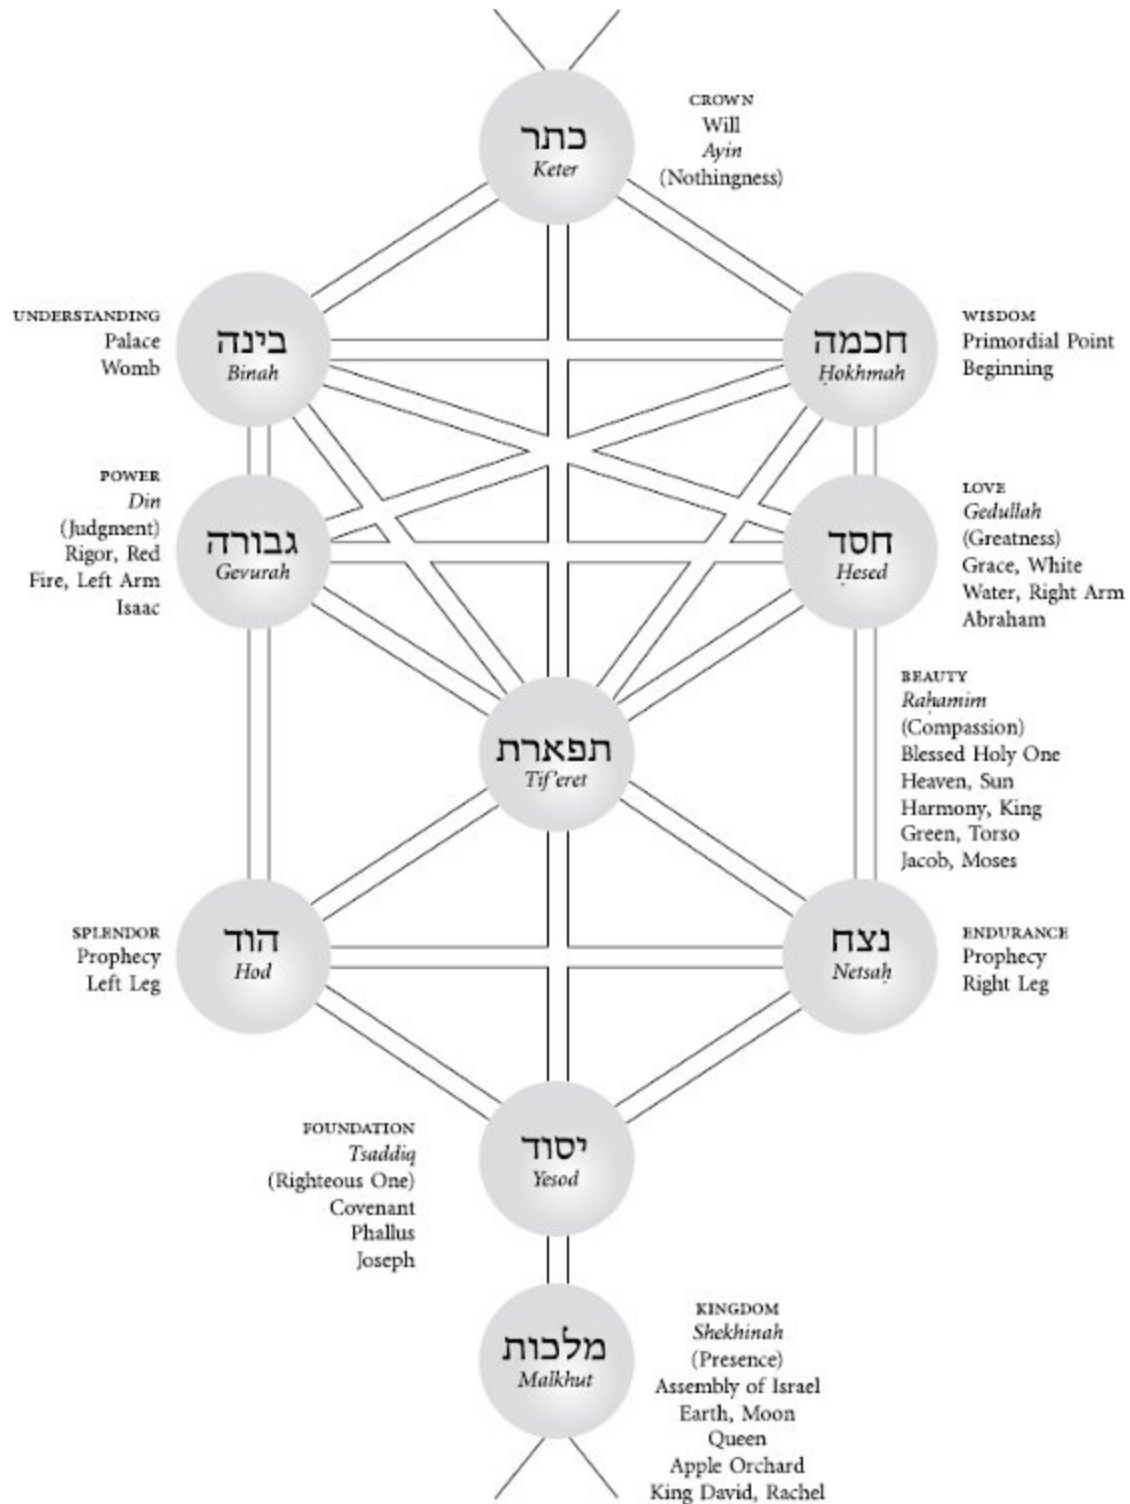 כתר
Keter
CROWN
Will
Ayin
(Nothingness)
UNDERSTANDING
Palace
Womb
בינה
Binah
חכמה
Ḥokhmah
WISDOM
Primordial Point
Beginning
POWER
Din
(Judgment)
Rigor, Red
Fire, Left Arm
Isaac
גבורה
Gevurah
חסד
Ḥesed
LOVE
Gedullah
(Greatness)
Grace, White
Water, Right Arm
Abraham
תפארת
Tif'eret
BEAUTY
Raḥamim
(Compassion)
Blessed Holy One
Heaven, Sun
Harmony, King
Green, Torso
Jacob, Moses
SPLENDOR
Prophecy
Left Leg
הוד
Hod
נצח
Netsaḥ
ENDURANCE
Prophecy
Right Leg
FOUNDATION
Tsaddiq
(Righteous One)
Covenant
Phallus
Joseph
יסוד
Yesod
מלכות
Malkhut
KINGDOM
Shekhinah
(Presence)
Assembly of Israel
Earth, Moon
Queen
Apple Orchard
King David, Rachel